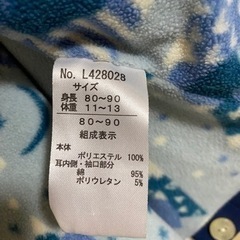 No. L42802B
サイズ
身長 80～90
体重 11～13
80～90
組成表示
本体
ポリエステル 100%
耳内側・袖口部分
綿 95%
ポリウレタン 5%